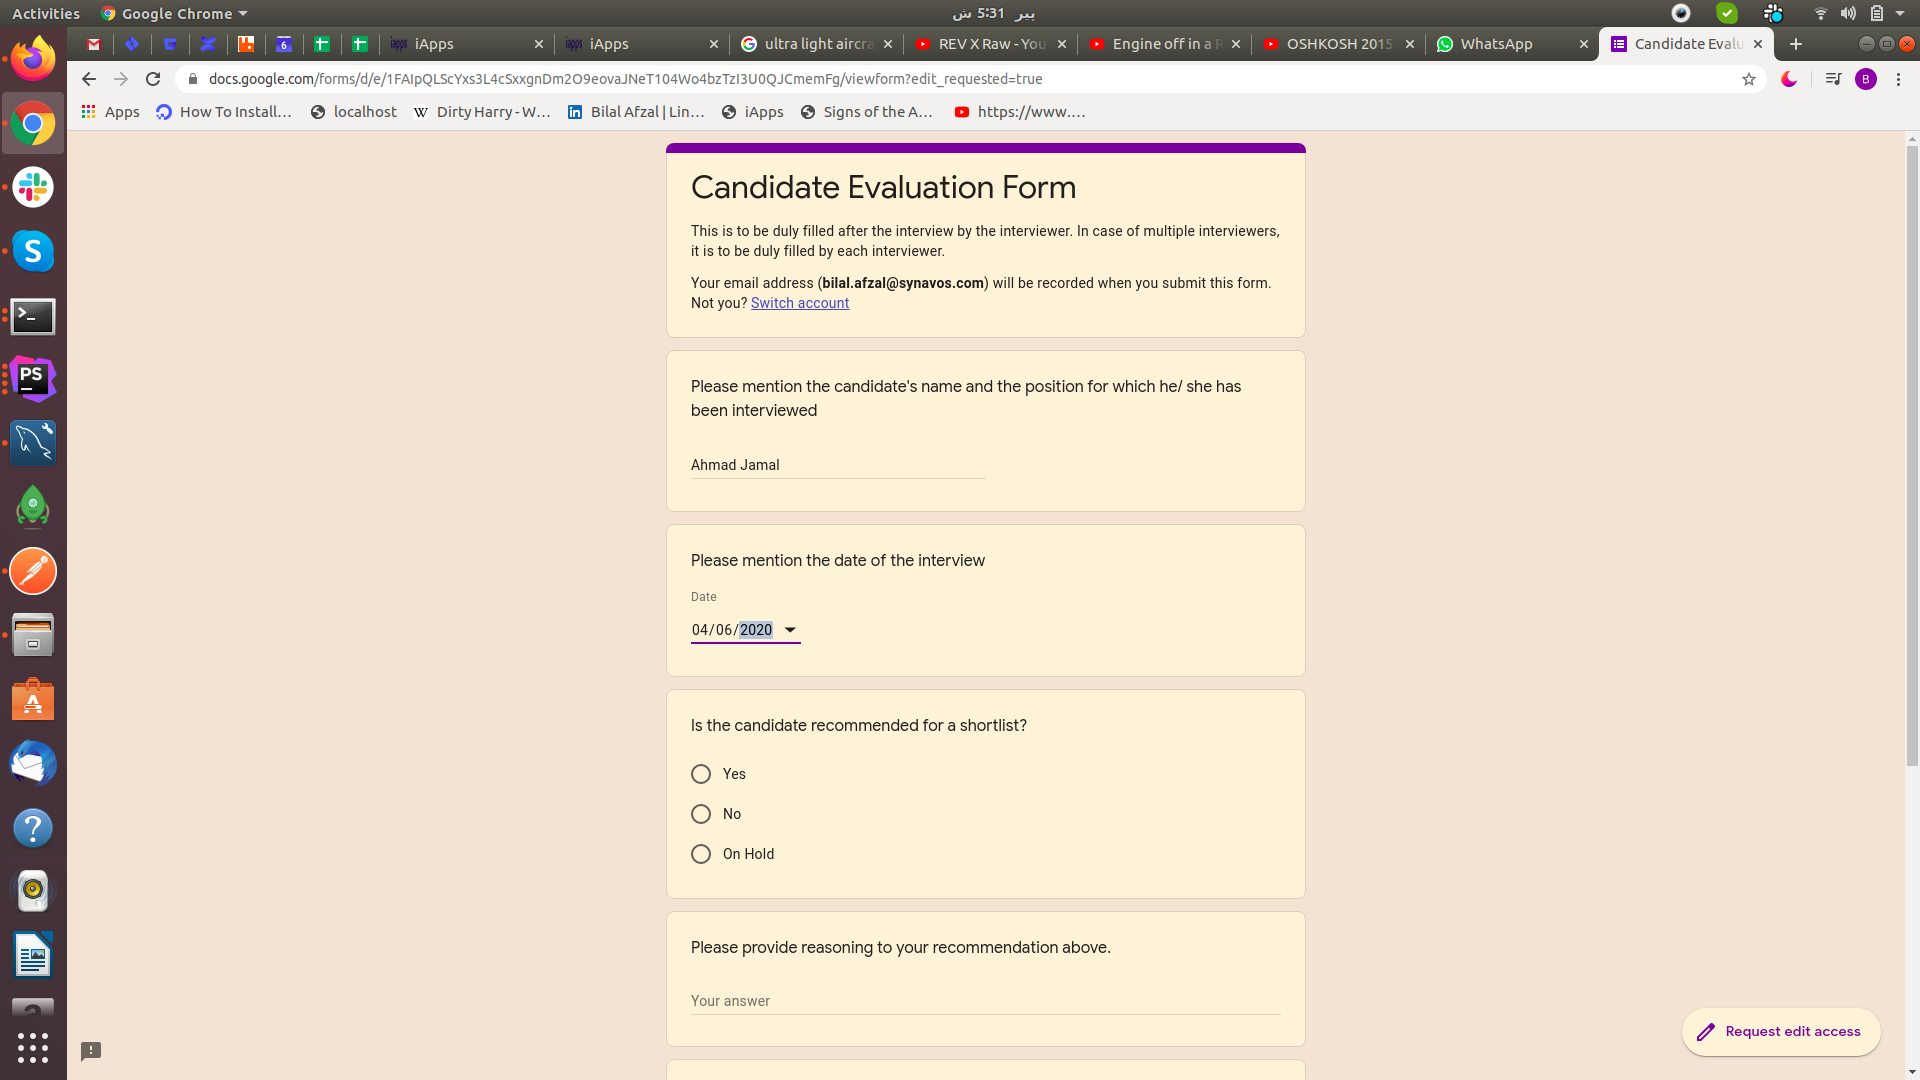 Activities
Google Chrome
پیر 5:31 ش
6
iApps
iApps
ultra light aircra
REV X Raw - You
Engine off in a R
OSHKOSH 2015
WhatsApp
Candidate Evalu
docs.google.com/forms/d/e/1FAIpQLScYxs3L4cSxxgnDm2O9eovaJNeT104Wo4bzTzI3U0QJCmemFg/viewform?edit_requested=true
B
Apps
How To Install...
localhost
W
Dirty Harry - W...
in
Bilal Afzal | Lin...
iApps
Signs of the A...
https://www....
Candidate Evaluation Form
This is to be duly filled after the interview by the interviewer. In case of multiple interviewers,
it is to be duly filled by each interviewer.
Your email address (bilal.afzal@synavos.com) will be recorded when you submit this form.
Not you? Switch account
Please mention the candidate's name and the position for which he/ she has
been interviewed
Ahmad Jamal
Please mention the date of the interview
Date
04/06/2020
Is the candidate recommended for a shortlist?
Yes
No
On Hold
Please provide reasoning to your recommendation above.
Your answer
Request edit access
S
>_
PS
A
?